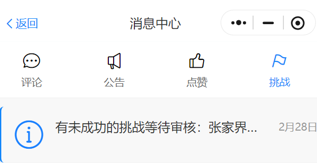 返回 消息中心
评论 公告 点赞 挑战
有未成功的挑战等待审核：张家界... 2月28日